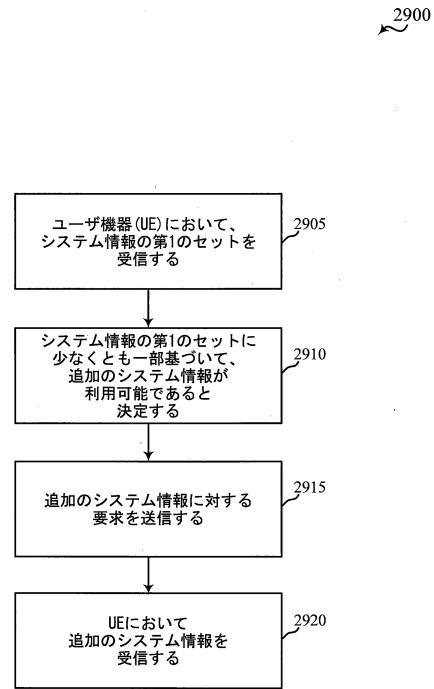 2900
ユーザ機器(UE)において、
システム情報の第1のセットを
受信する
2905
システム情報の第1のセットに
少なくとも一部基づいて、
追加のシステム情報が
利用可能であると
決定する
2910
追加のシステム情報に対する
要求を送信する
2915
UEにおいて
追加のシステム情報を
受信する
2920